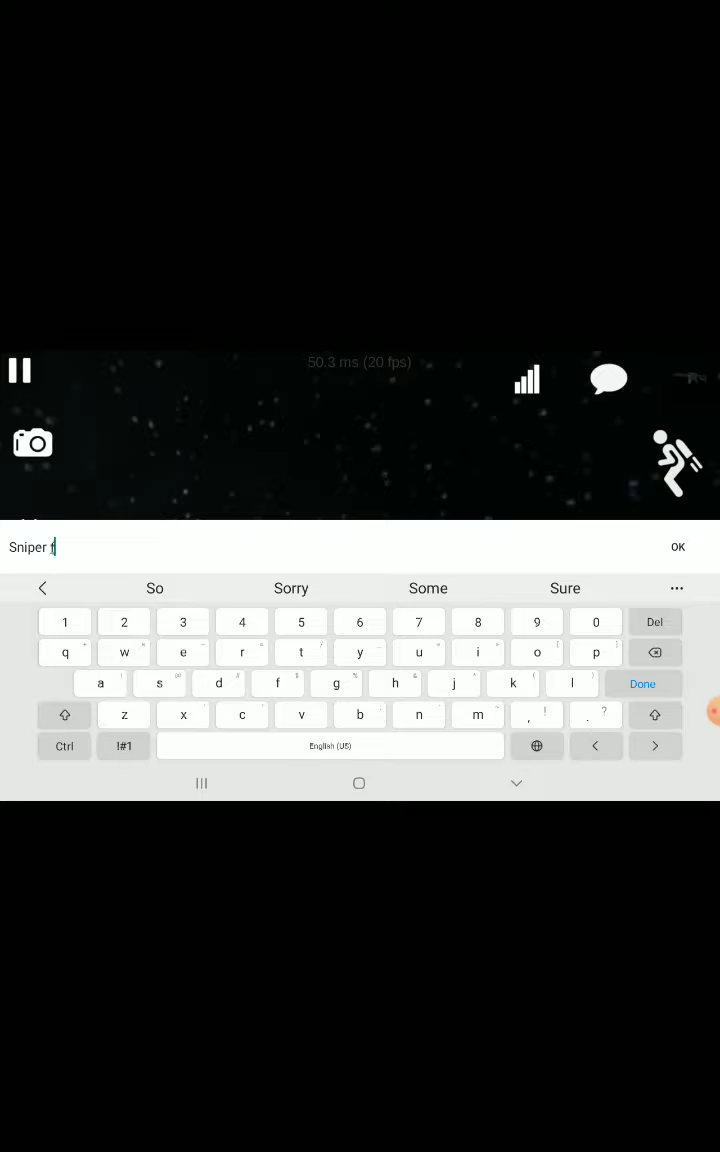 50.3 ms (20 fps)
Sniper f
OK
So Sorry Some Sure
1 2 3 4 5 6 7 8 9 0 Del
q w e r t y u i o p
a s d f g h j k l Done
z x c v b n m , ! . ?
Ctrl !#1 English (US) < >